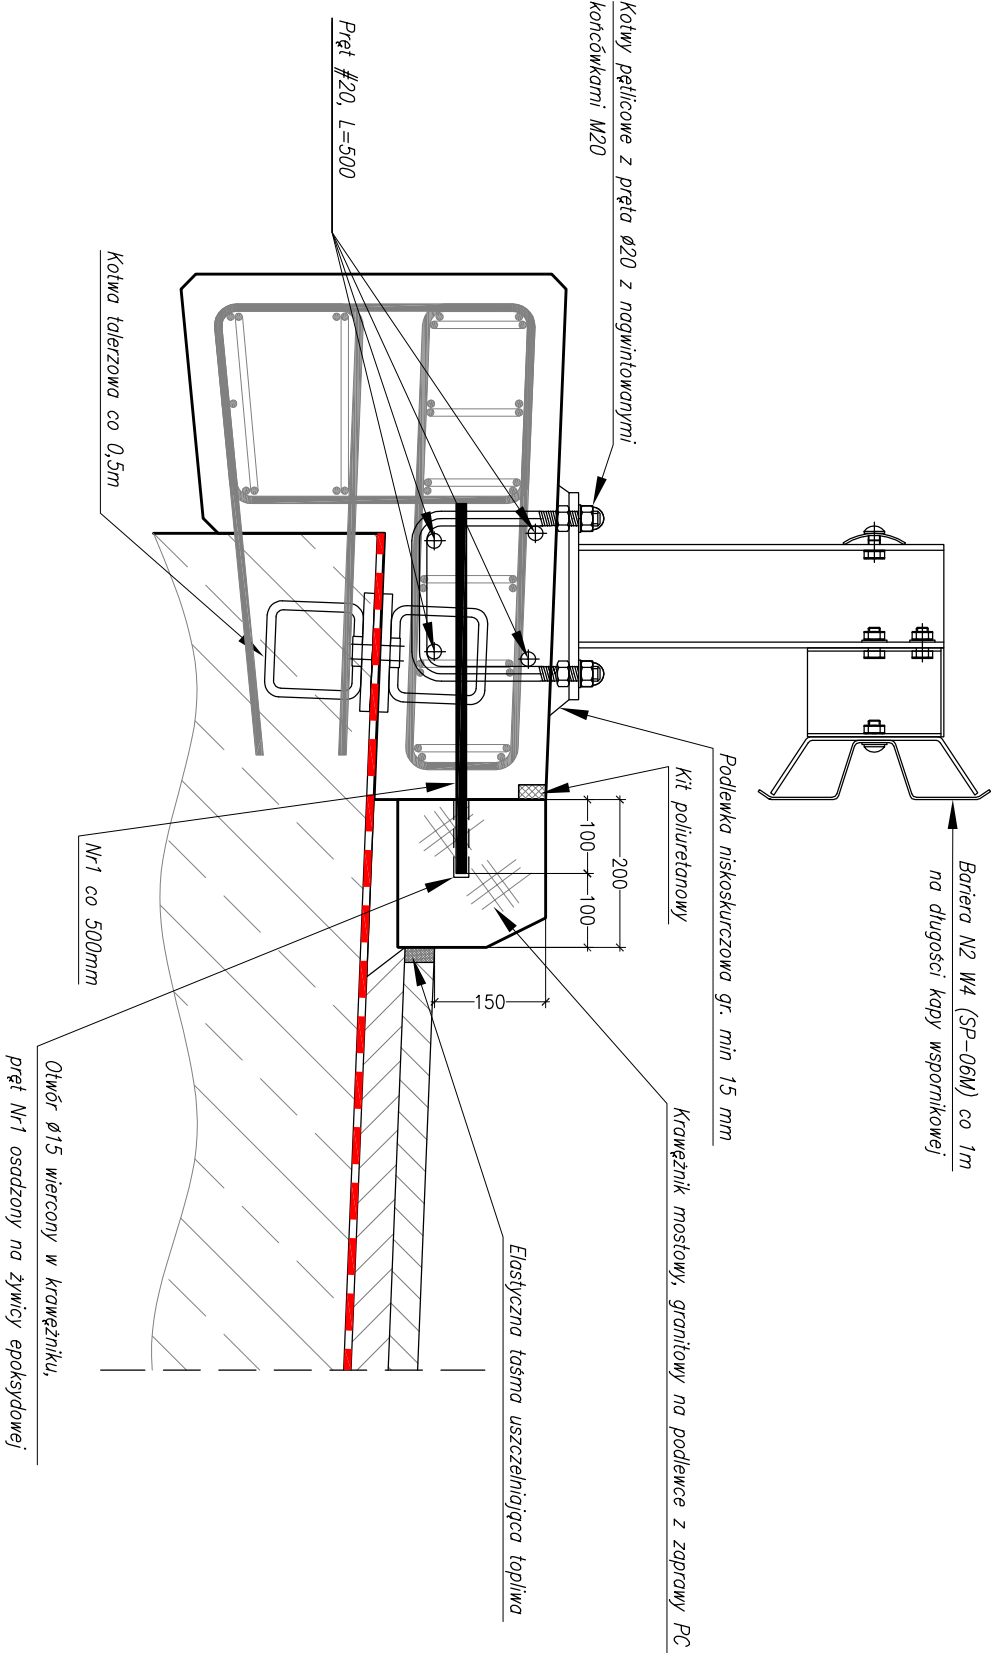 Bariera N2 W4 (SP-06M) co 1m
na długości kapy wspornikowej
Kotwy pętlicowe z pręta ø20 z nagwintowanymi
końcówkami M20
Podlewka niskoskurczowa gr. min 15 mm
Kit poliuretanowy
Krawężnik mostowy, granitowy na podlewce z zaprawy PC
200
100
100
150
Elastyczna taśma uszczelniająca topliwa
Pręt #20, L=500
Kotwa talerzowa co 0,5m
Nr1 co 500mm
Otwór ø15 wiercony w krawężniku,
pręt Nr1 osadzony na żywicy epoksydowej